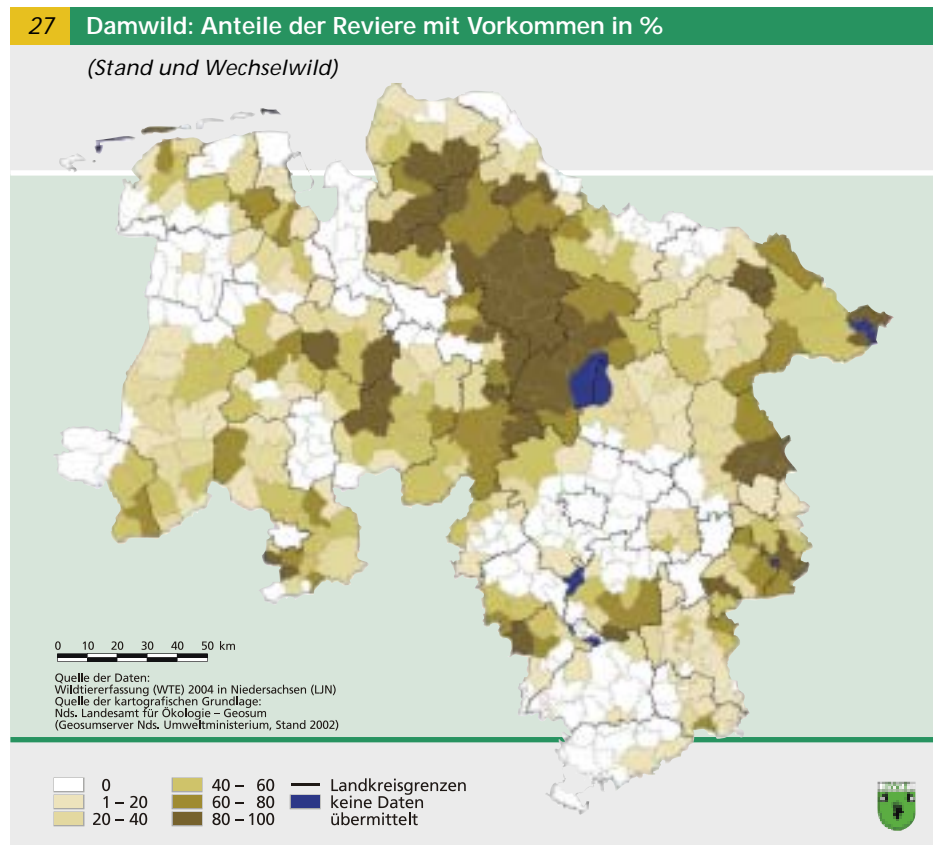 27 Damwild: Anteile der Reviere mit Vorkommen in %
(Stand und Wechselwild)
0 10 20 30 40 50 km
Quelle der Daten:
Wildtiererfassung (WTE) 2004 in Niedersachsen (LJN)
Quelle der kartografischen Grundlage:
Nds. Landesamt für Ökologie – Geosum
(Geosumserver Nds. Umweltministerium, Stand 2002)
0
1 – 20
20 – 40
40 – 60
60 – 80
80 – 100
Landkreisgrenzen
keine Daten
übermittelt